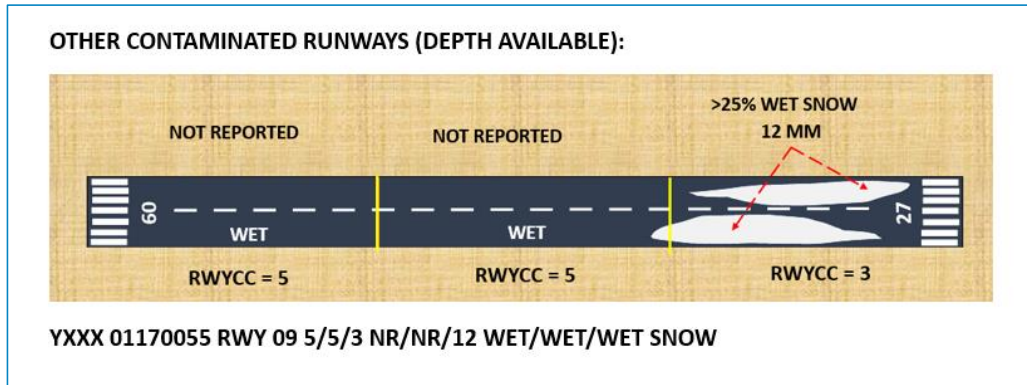 OTHER CONTAMINATED RUNWAYS (DEPTH AVAILABLE):
>25% WET SNOW
12 MM
NOT REPORTED
NOT REPORTED
09
WET
WET
27
RWYCC = 5
RWYCC = 5
RWYCC = 3
YXXX 01170055 RWY 09 5/5/3 NR/NR/12 WET/WET/WET SNOW